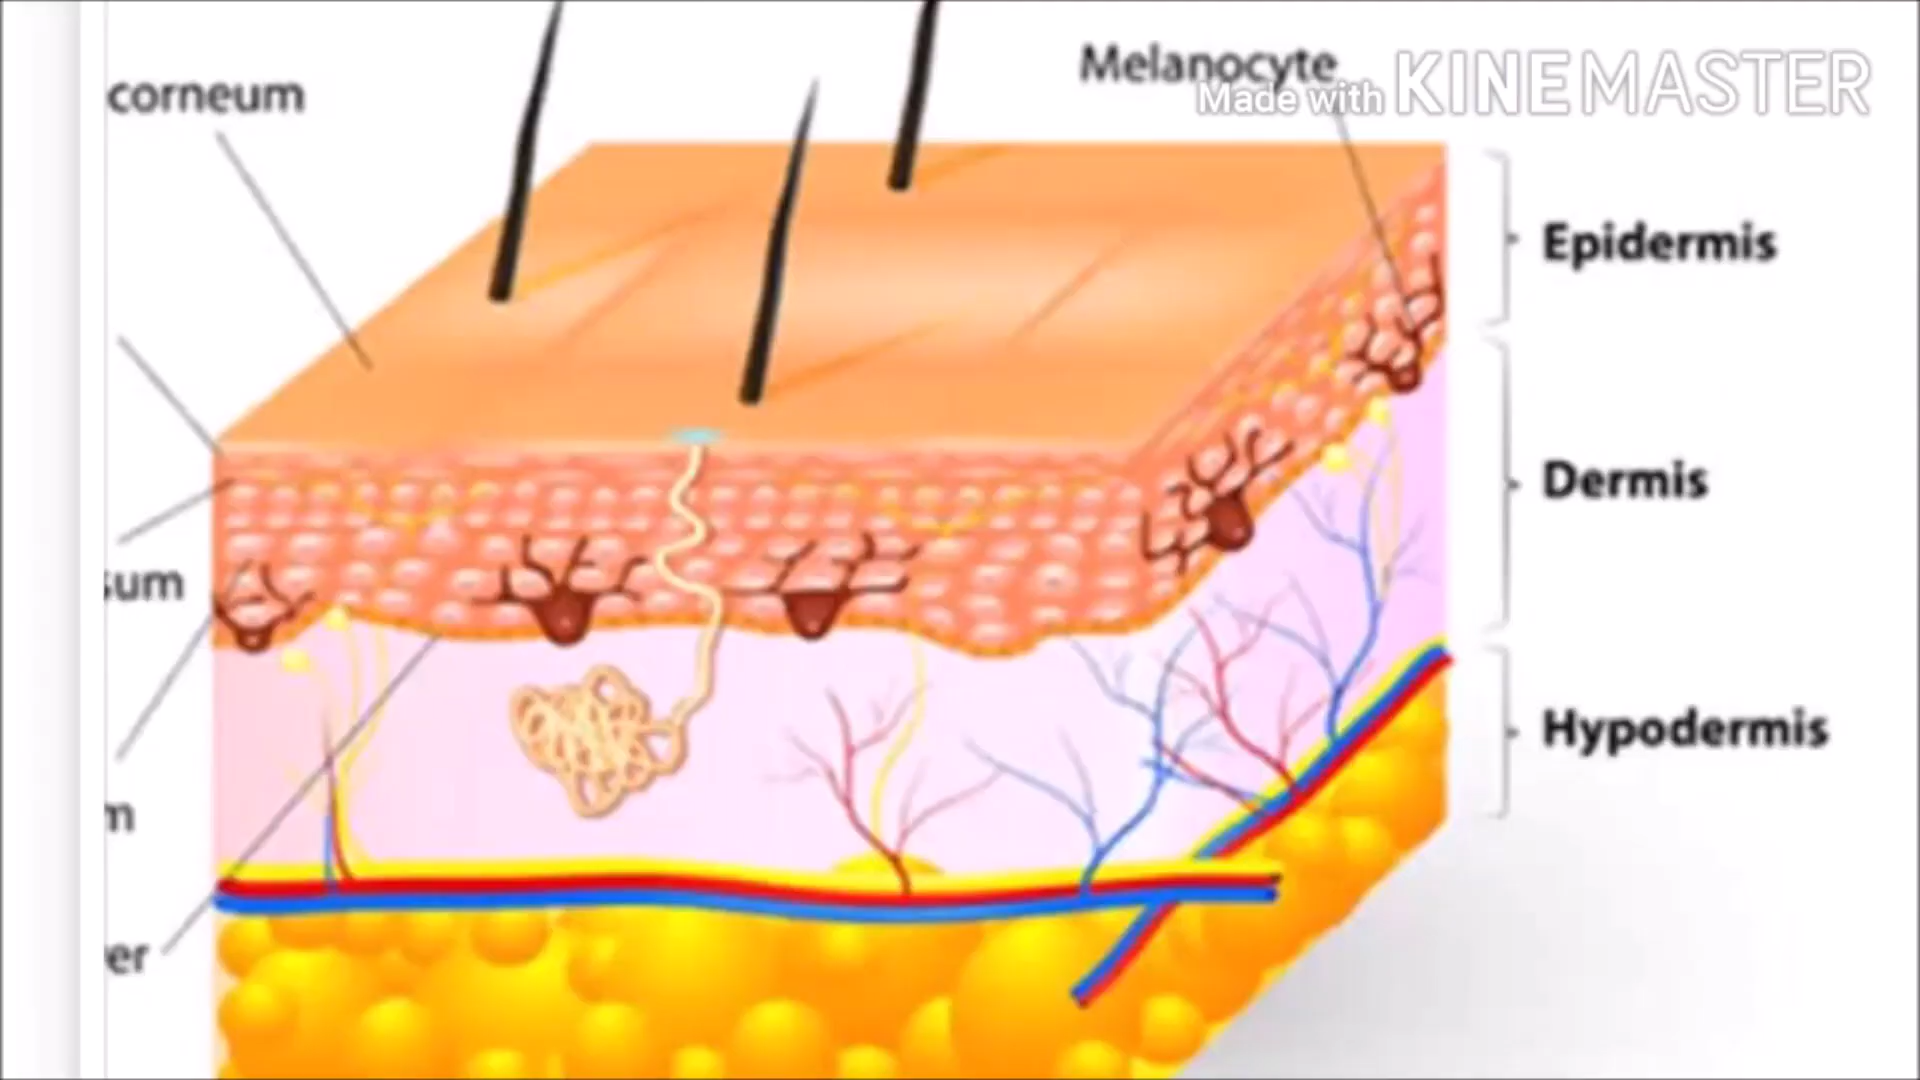 corneum
Melanocyte
Made with KINEMASTER
Epidermis
Dermis
sum
Hypodermis
m
er